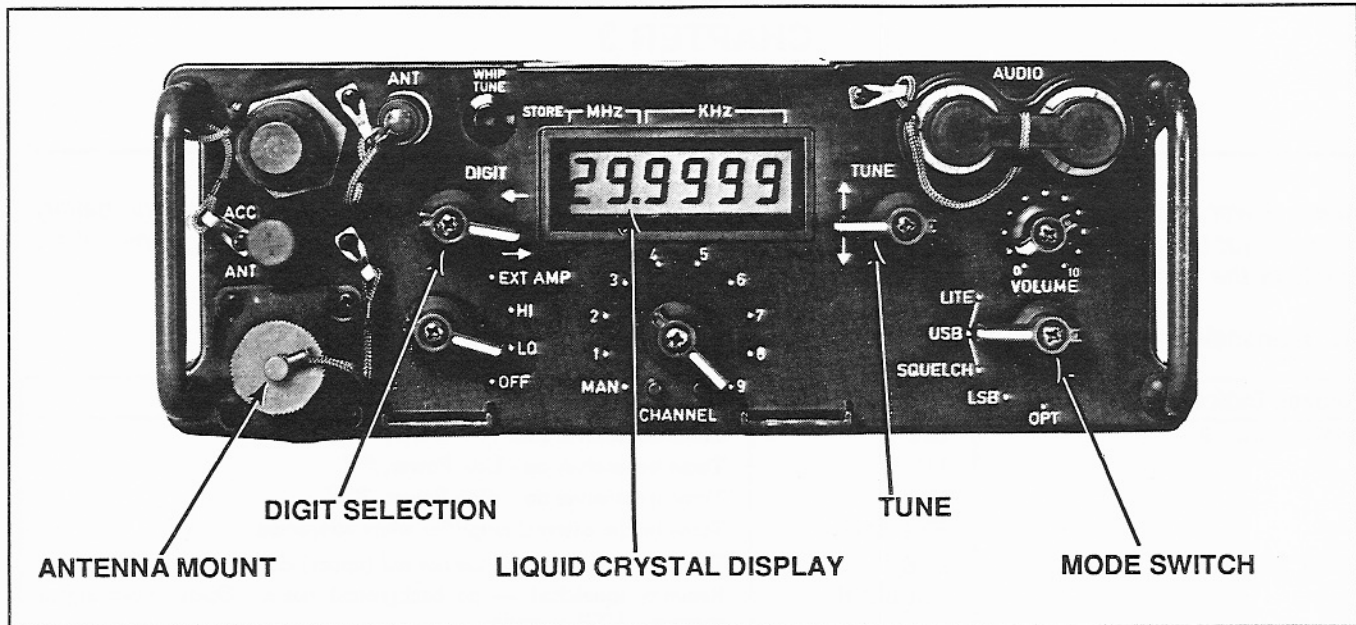 ANT
WHIP
TUNE
AUDIO
STORE
MHz
KHz
29.9999
DIGIT
TUNE
ACC
ANT
EXT AMP
HI
LO
OFF
MAN
1
2
3
4
5
6
7
8
9
CHANNEL
0
10
VOLUME
LITE
USB
SQUELCH
LSB
OPT
DIGIT SELECTION
TUNE
ANTENNA MOUNT
LIQUID CRYSTAL DISPLAY
MODE SWITCH